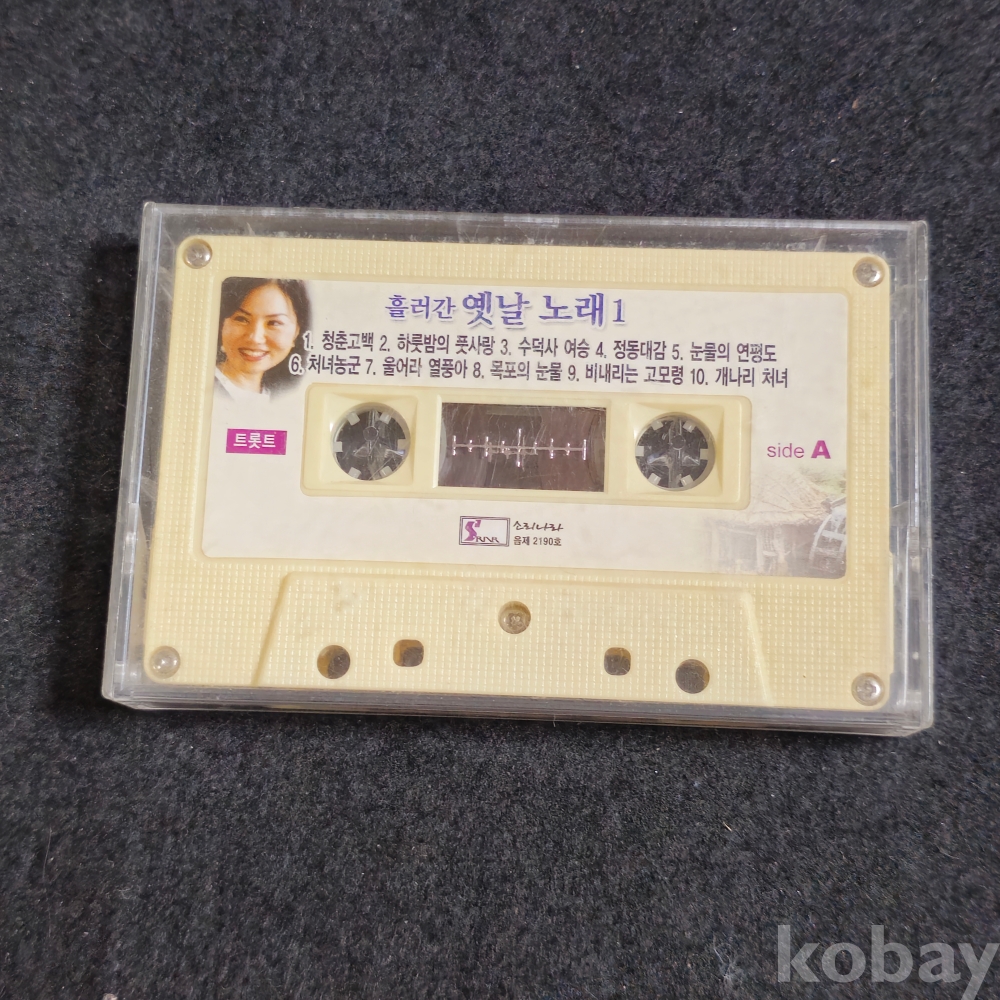 흘러간 옛날 노래 1
1. 청춘고백 2. 하룻밤의 풋사랑 3. 수덕사 여승 4. 정동대감 5. 눈물의 연평도
6. 처녀농군 7. 울어라 열풍아 8. 목포의 눈물 9. 비내리는 고모령 10. 개나리 처녀
트롯트
side A
소리나라
음제 2190호
kobay